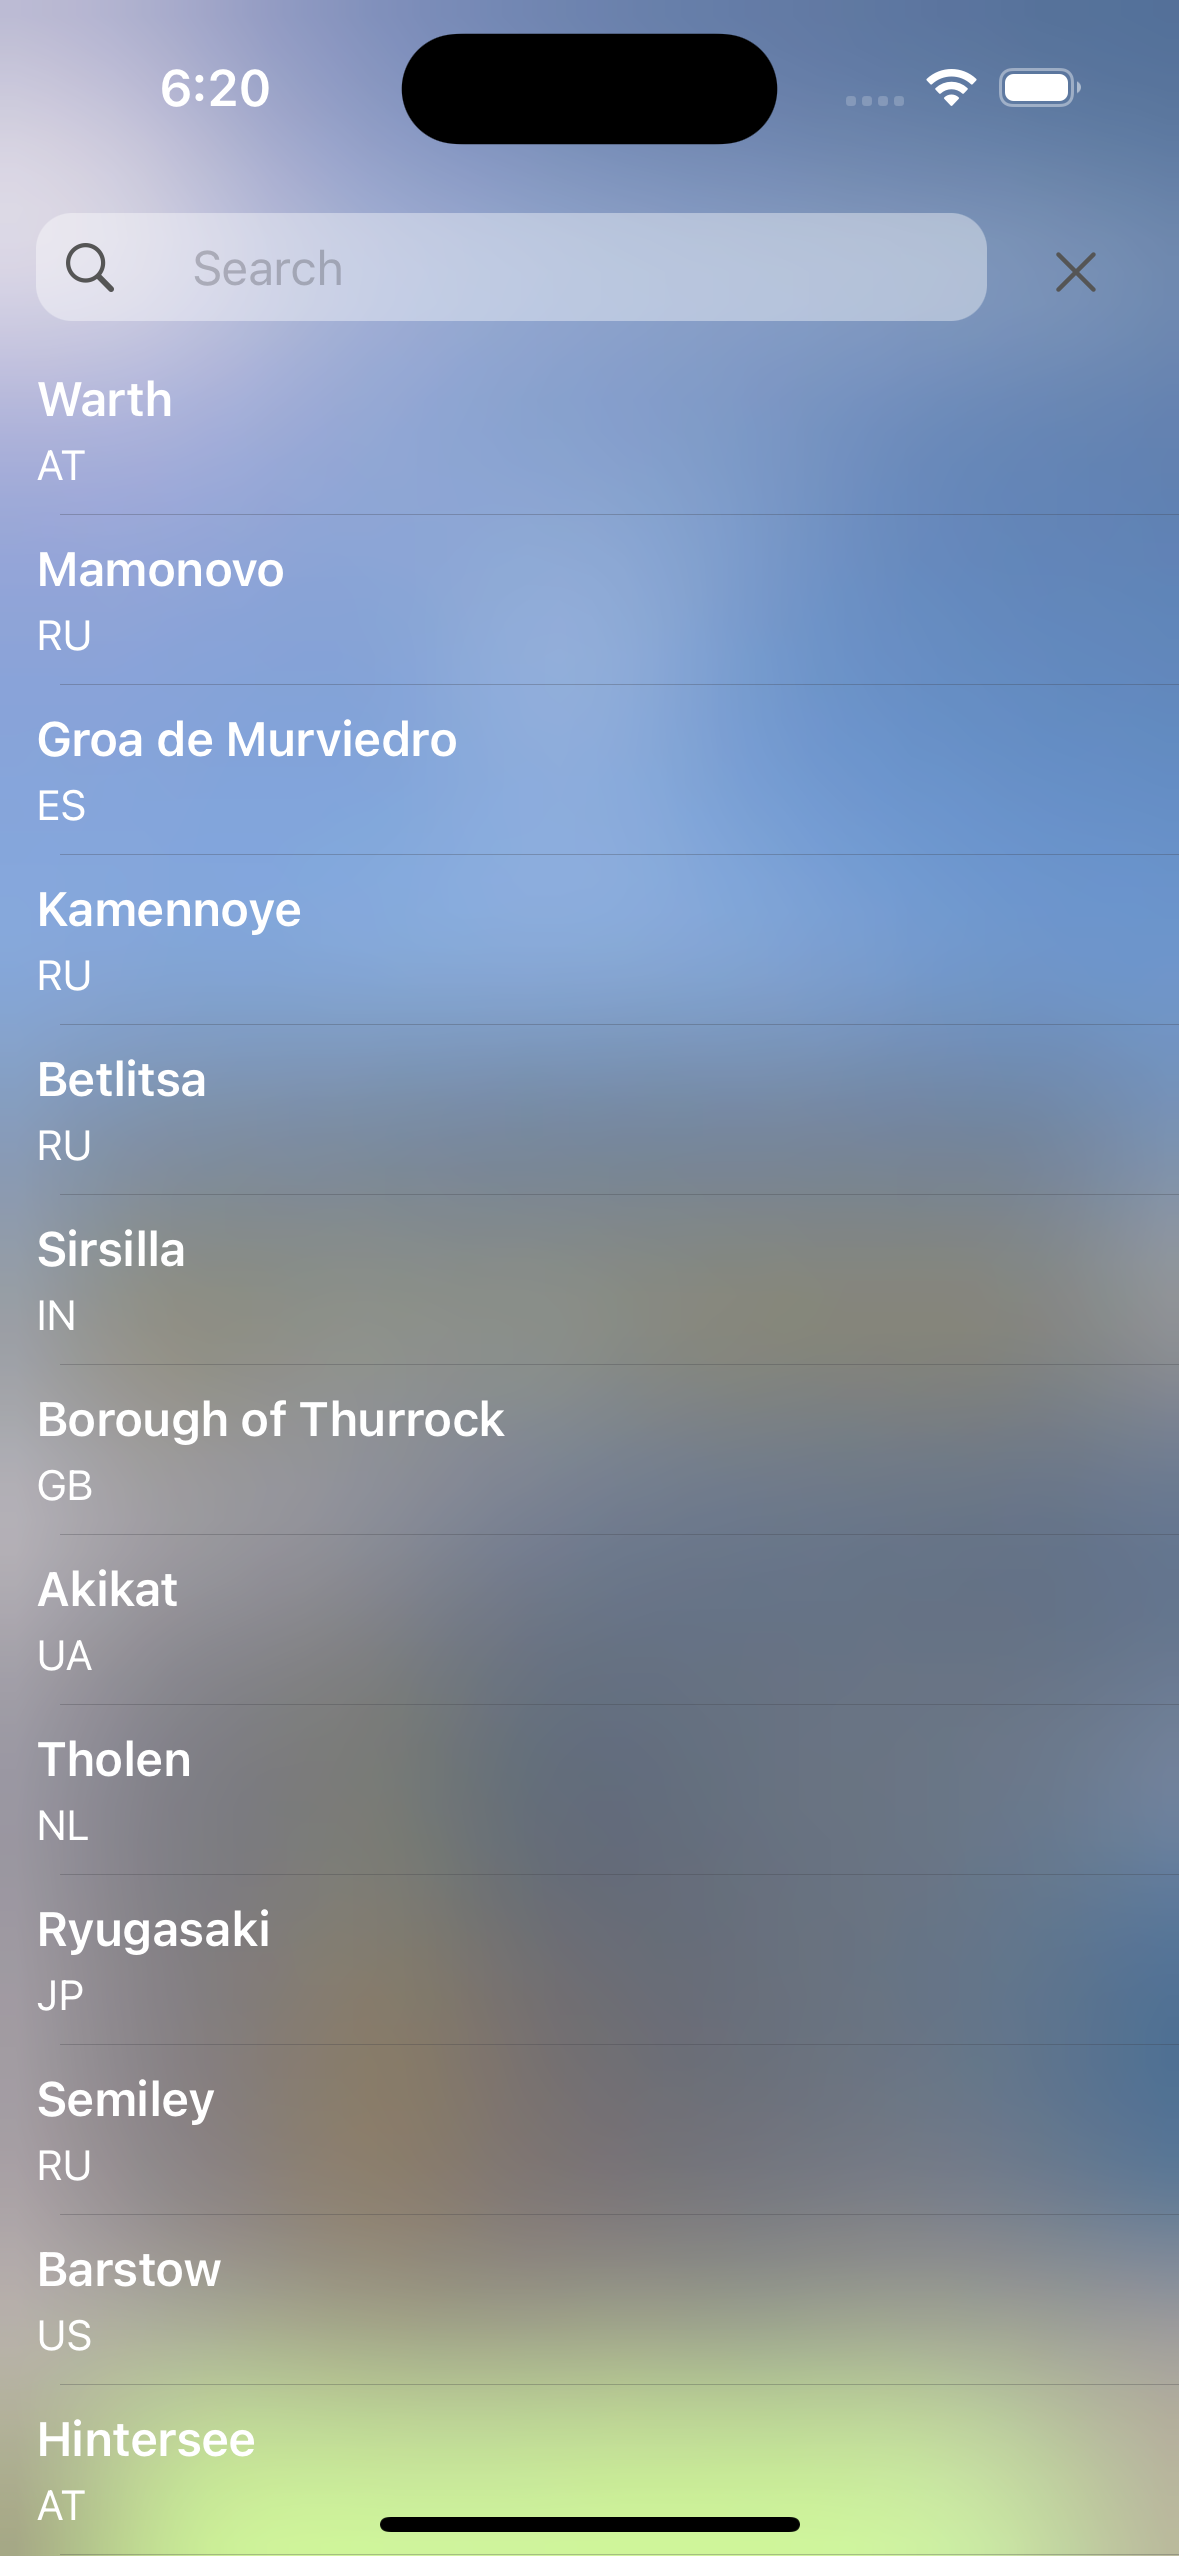 6:20
Search
Warth
AT
Mamonovo
RU
Groa de Murviedro
ES
Kamennoye
RU
Betlitsa
RU
Sirsilla
IN
Borough of Thurrock
GB
Akikat
UA
Tholen
NL
Ryugasaki
JP
Semiley
RU
Barstow
US
Hintersee
AT